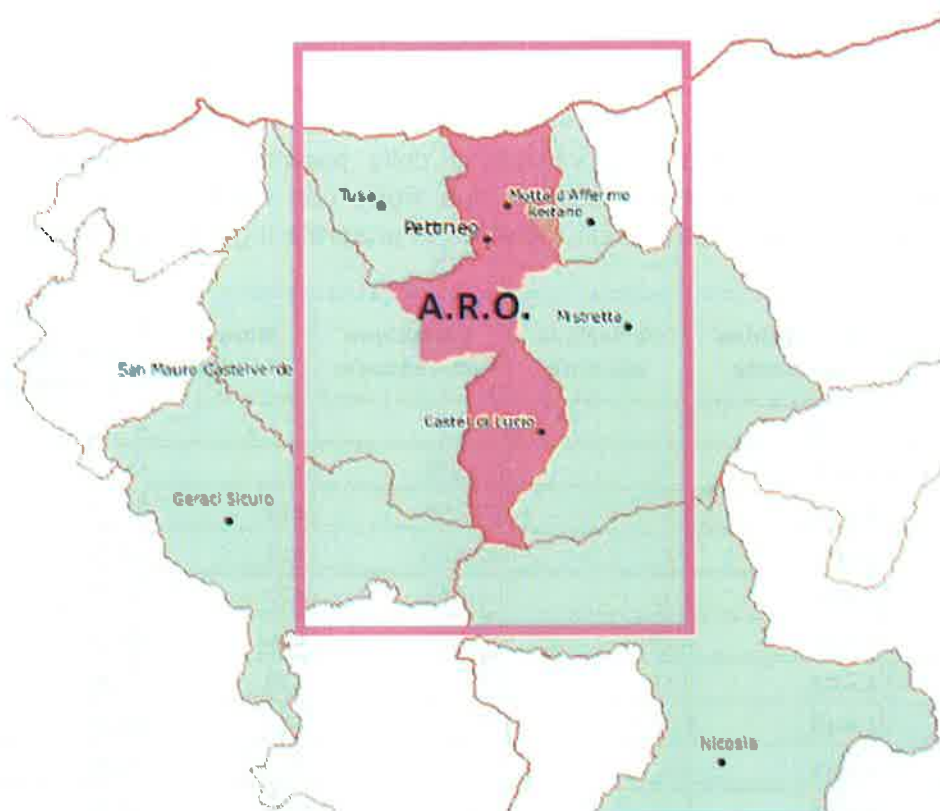 Tusa
Motta d'Affermo
Reitano
Pettineo
A.R.O.
Mistretta
San Mauro Castelverde
Castel di Lucio
Geraci Siculo
Nicosia